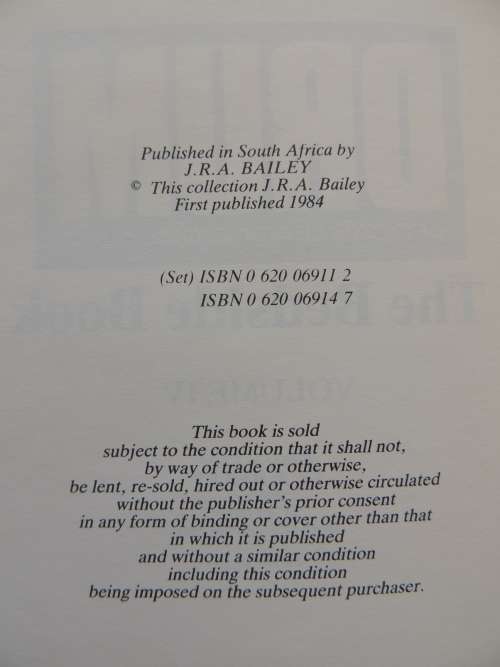 Published in South Africa by
J.R.A. BAILEY
© This collection J.R.A. Bailey
First published 1984
(Set) ISBN 0 620 06911 2
ISBN 0 620 06914 7
This book is sold
subject to the condition that it shall not,
by way of trade or otherwise,
be lent, re-sold, hired out or otherwise circulated
without the publisher's prior consent
in any form of binding or cover other than that
in which it is published
and without a similar condition
including this condition
being imposed on the subsequent purchaser.